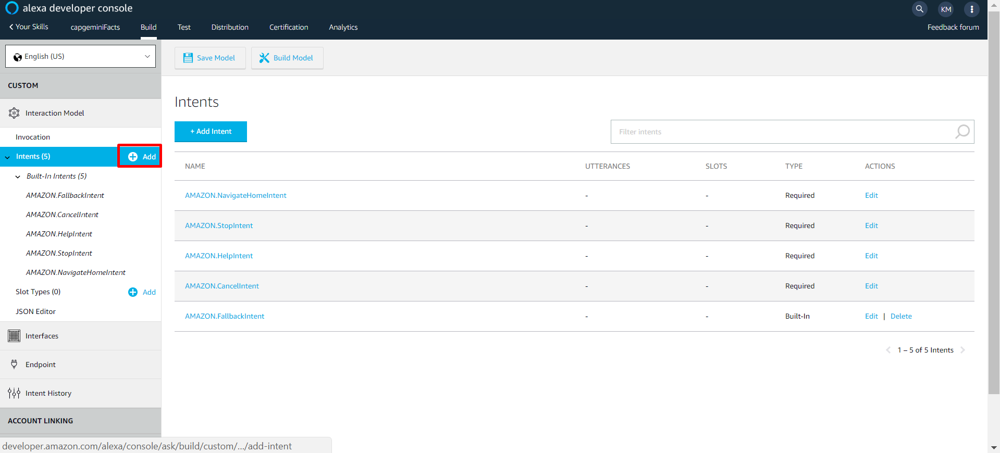 alexa developer console
KM
Your Skills
capgeminiFacts
Build
Test
Distribution
Certification
Analytics
Feedback forum
English (US)
Save Model
Build Model
CUSTOM
Interaction Model
Invocation
Intents (5)
Add
Built-In Intents (5)
AMAZON.FallbackIntent
AMAZON.CancelIntent
AMAZON.HelpIntent
AMAZON.StopIntent
AMAZON.NavigateHomeIntent
Slot Types (0)
Add
JSON Editor
Interfaces
Endpoint
Intent History
ACCOUNT LINKING
Intents
+ Add Intent
Filter intents
NAME UTTERANCES SLOTS TYPE ACTIONS
AMAZON.NavigateHomeIntent - - Required Edit
AMAZON.StopIntent - - Required Edit
AMAZON.HelpIntent - - Required Edit
AMAZON.CancelIntent - - Required Edit
AMAZON.FallbackIntent - - Built-In Edit | Delete
1 – 5 of 5 Intents
developer.amazon.com/alexa/console/ask/build/custom/.../add-intent